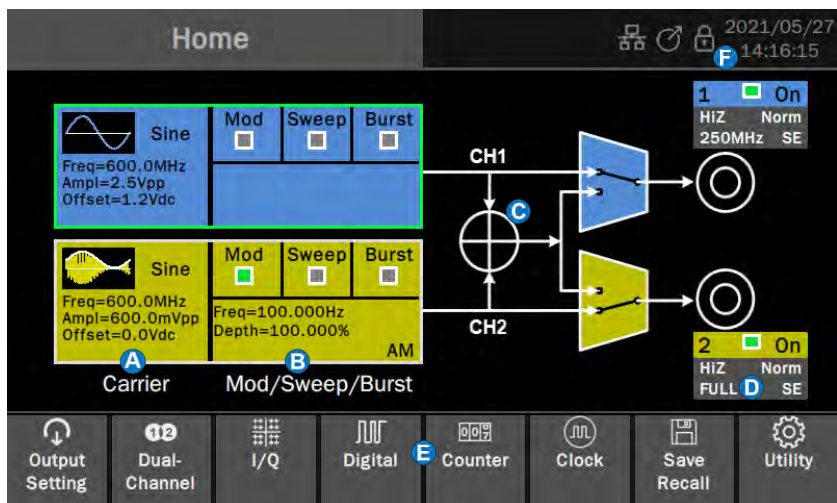 Home
2021/05/27
14:16:15
F
Sine
Freq=600.0MHz
Ampl=2.5Vpp
Offset=1.2Vdc
Mod
Sweep
Burst
CH1
1 On
HiZ Norm
250MHz SE
C
Sine
Freq=600.0MHz
Ampl=600.0mVpp
Offset=0.0Vdc
A
Mod
Sweep
Burst
Freq=100.000Hz
Depth=100.000%
AM
B
CH2
2 On
HiZ Norm
FULL D SE
Carrier
Mod/Sweep/Burst
Output
Setting
12
Dual-
Channel
I/Q
Digital
E
Counter
Clock
Save
Recall
Utility